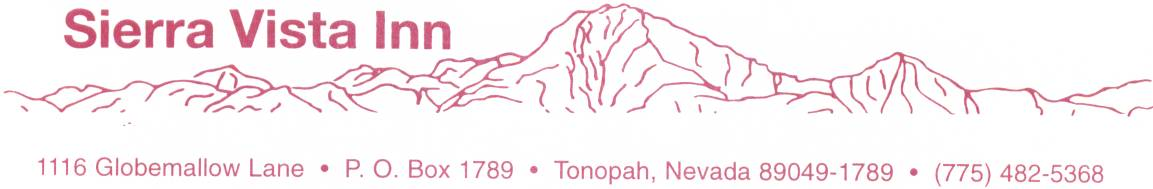 Sierra Vista Inn
1116 Globemallow Lane • P. O. Box 1789 • Tonopah, Nevada 89049-1789 • (775) 482-5368